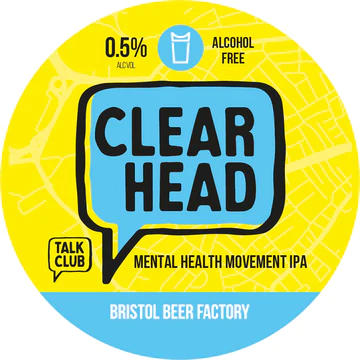 0.5%
ALC.VOL
ALCOHOL
FREE
CLEAR
HEAD
TALK
CLUB
MENTAL HEALTH MOVEMENT IPA
BRISTOL BEER FACTORY